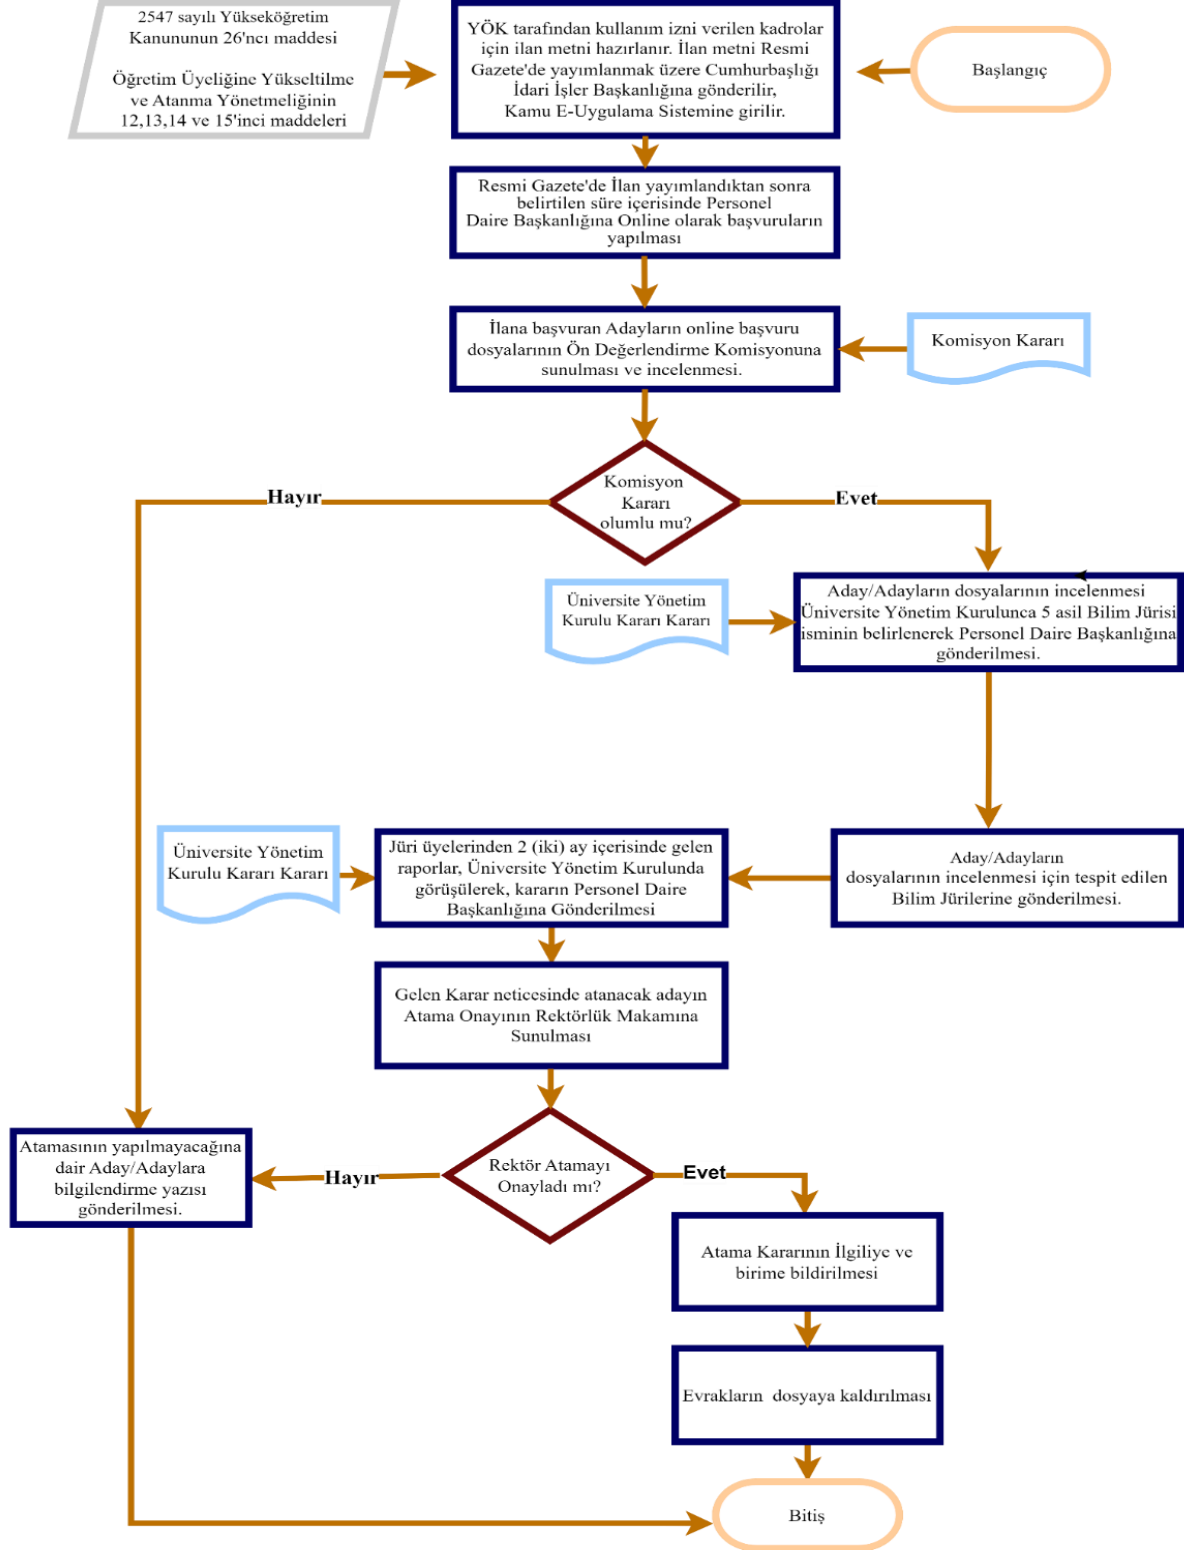 2547 sayılı Yükseköğretim
Kanununun 26'ncı maddesi
Öğretim Üyeliğine Yükseltilme
ve Atanma Yönetmeliğinin
12,13,14 ve 15'inci maddeleri
YÖK tarafından kullanım izni verilen kadrolar
için ilan metni hazırlanır. İlan metni Resmi
Gazete'de yayımlanmak üzere Cumhurbaşlığı
İdari İşler Başkanlığına gönderilir,
Kamu E-Uygulama Sistemine girilir.
Başlangıç
Resmi Gazete'de İlan yayımlandıktan sonra
belirtilen süre içerisinde Personel
Daire Başkanlığına Online olarak başvuruların
yapılması
İlana başvuran Adayların online başvuru
dosyalarının Ön Değerlendirme Komisyonuna
sunulması ve incelenmesi.
Komisyon Kararı
Komisyon
Kararı
olumlu mu?
Hayır
Evet
Üniversite Yönetim
Kurulu Kararı Kararı
Aday/Adayların dosyalarının incelenmesi
Üniversite Yönetim Kurulunca 5 asil Bilim Jürisi
isminin belirlenerek Personel Daire Başkanlığına
gönderilmesi.
Üniversite Yönetim
Kurulu Kararı Kararı
Jüri üyelerinden 2 (iki) ay içerisinde gelen
raporlar, Üniversite Yönetim Kurulunda
görüşülerek, kararın Personel Daire
Başkanlığına Gönderilmesi
Aday/Adayların
dosyalarının incelenmesi için tespit edilen
Bilim Jürilerine gönderilmesi.
Gelen Karar neticesinde atanacak adayın
Atama Onayının Rektörlük Makamına
Sunulması
Atamasının yapılmayacağına
dair Aday/Adaylara
bilgilendirme yazısı
gönderilmesi.
Hayır
Rektör Atamayı
Onayladı mı?
Evet
Atama Kararının İlgiliye ve
birime bildirilmesi
Evrakların dosyaya kaldırılması
Bitiş